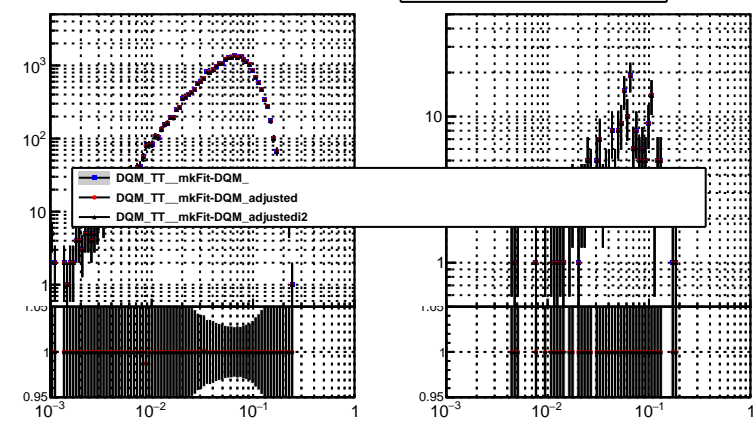 10³
10²
10
1
10
1
DQM_TT__mkFit-DQM_
DQM_TT__mkFit-DQM_adjusted
DQM_TT__mkFit-DQM_adjustedi2
1.05
1
0.95
1.05
1
0.95
10⁻³ 10⁻² 10⁻¹ 1
10⁻³ 10⁻² 10⁻¹ 1